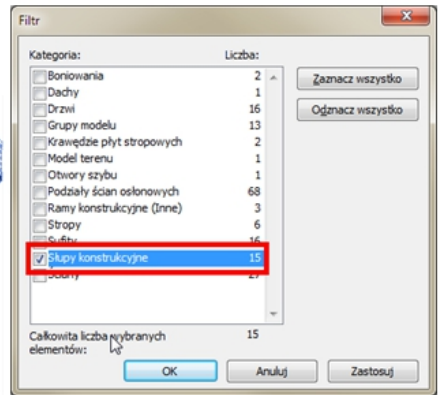 Filtr
Kategoria: Liczba:
Boniowania 2
Zaznacz wszystko
Dachy 1
Drzwi 16
Odznacz wszystko
Grupy modelu 13
Krawędzie płyt stropowych 2
Model terenu 1
Otwory szybu 1
Podziały ścian osłonowych 68
Ramy konstrukcyjne (Inne) 3
Stropy 6
Sufity 16
Słupy konstrukcyjne 15
Ściany 27
Całkowita liczba wybranych 15
elementów:
OK Anuluj Zastosuj